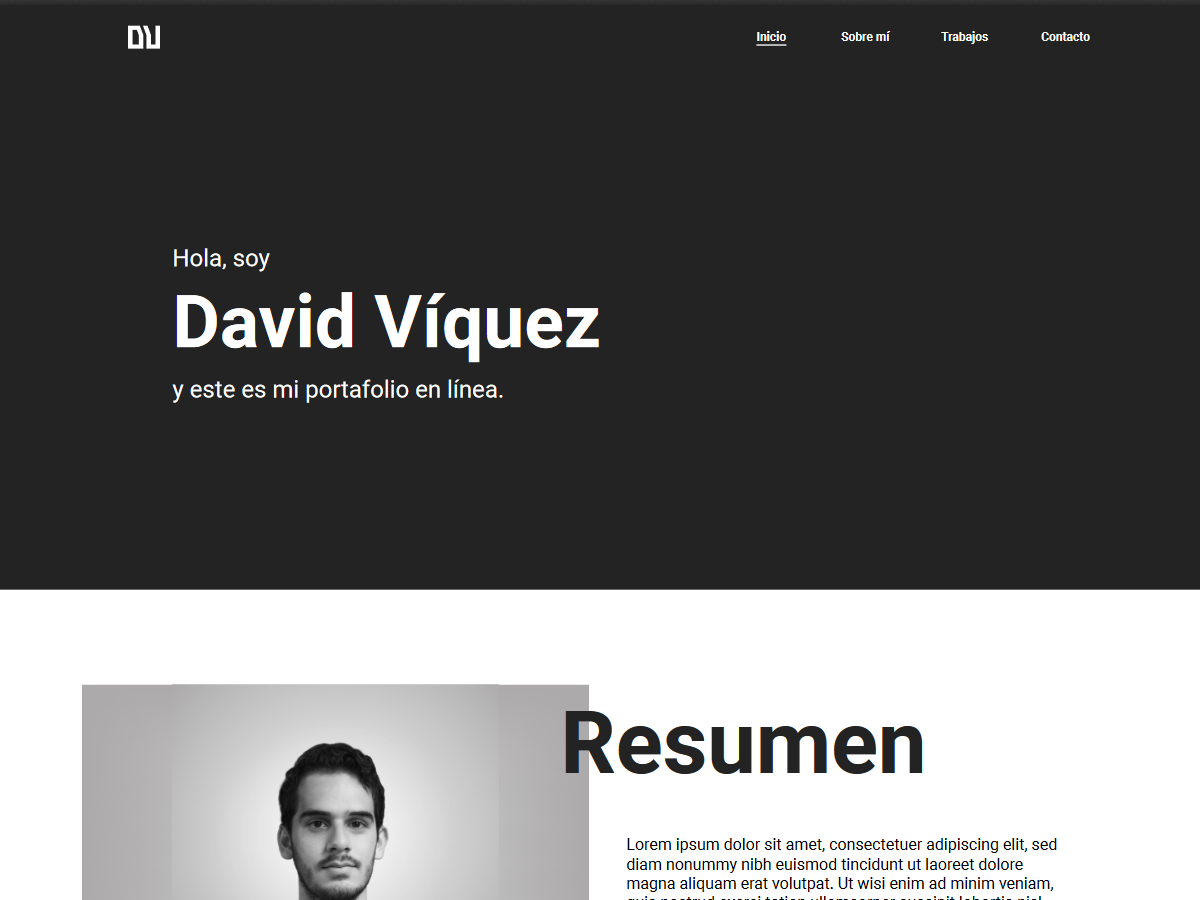 DV
Inicio Sobre mí Trabajos Contacto
Hola, soy
David Víquez
y este es mi portafolio en línea.
Resumen
Lorem ipsum dolor sit amet, consectetuer adipiscing elit, sed
diam nonummy nibh euismod tincidunt ut laoreet dolore
magna aliquam erat volutpat. Ut wisi enim ad minim veniam,